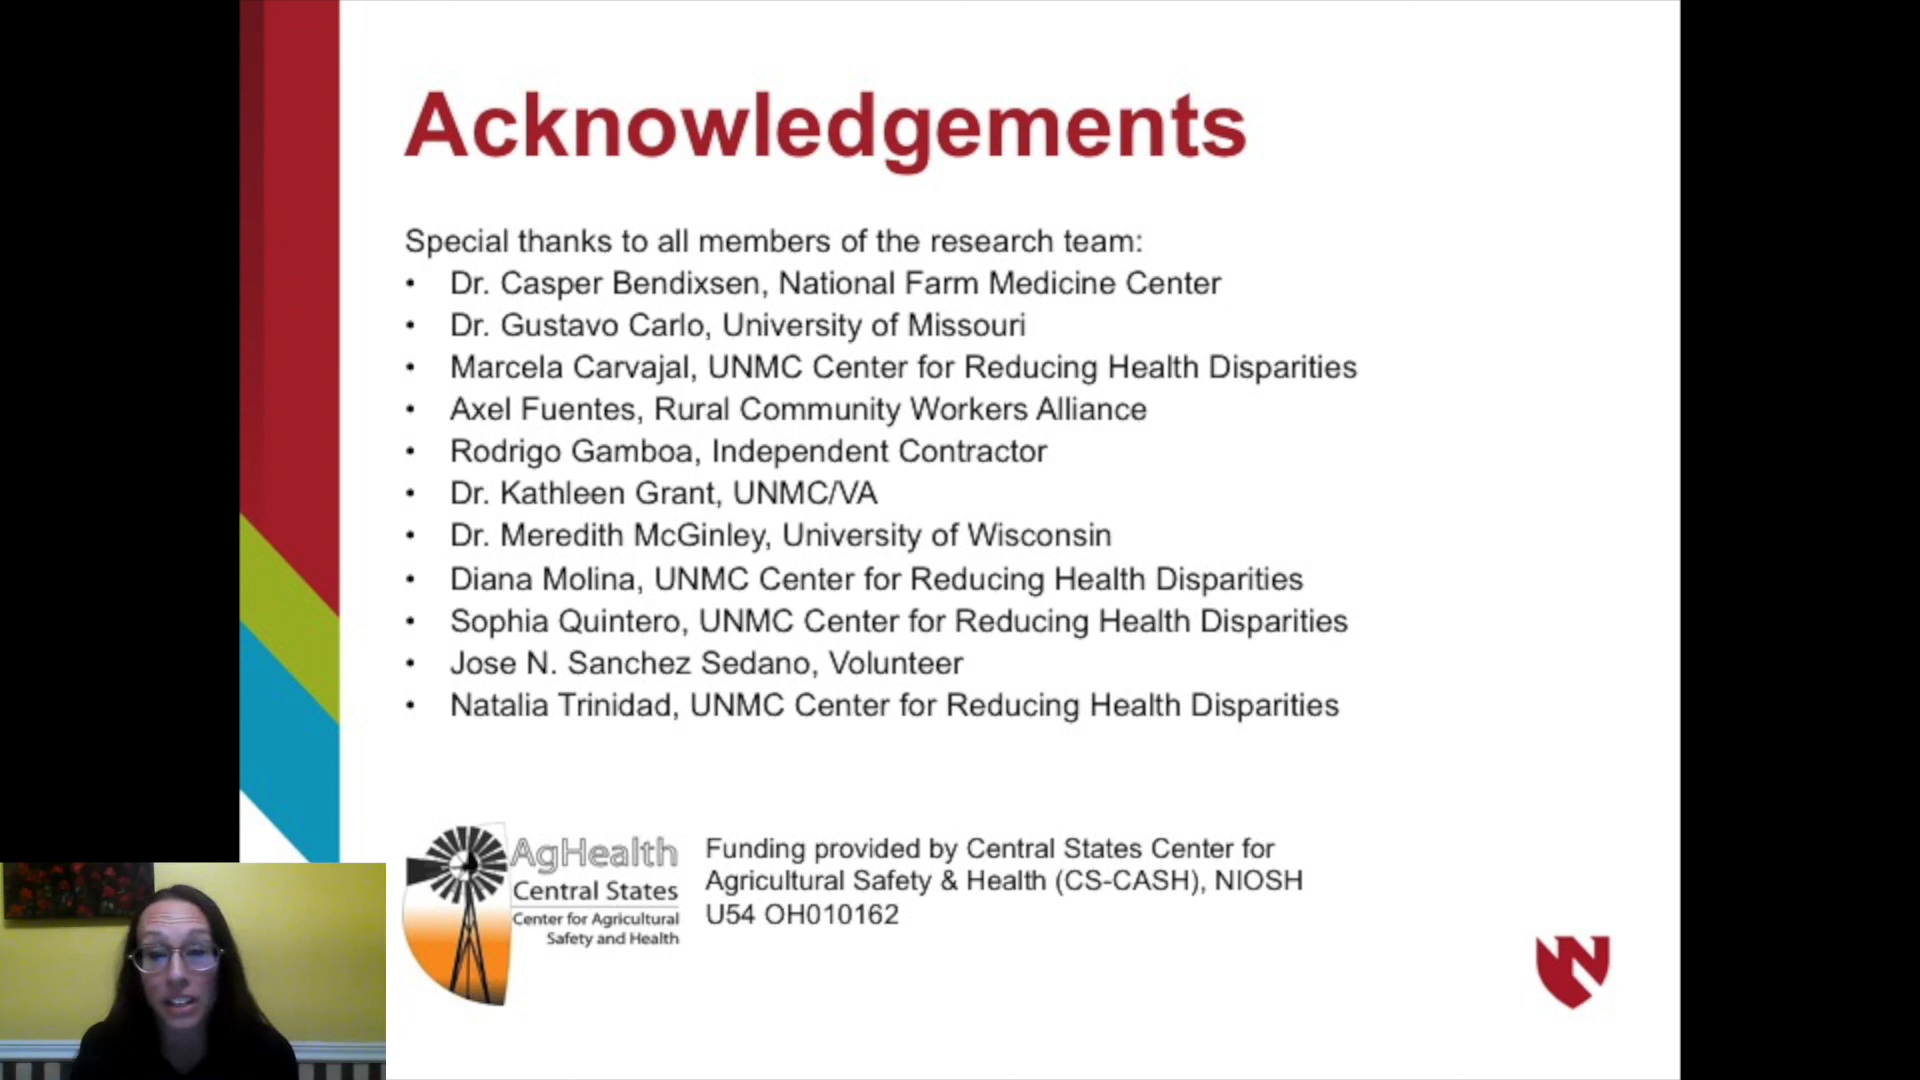 Acknowledgements
Special thanks to all members of the research team:
• Dr. Casper Bendixsen, National Farm Medicine Center
• Dr. Gustavo Carlo, University of Missouri
• Marcela Carvajal, UNMC Center for Reducing Health Disparities
• Axel Fuentes, Rural Community Workers Alliance
• Rodrigo Gamboa, Independent Contractor
• Dr. Kathleen Grant, UNMC/VA
• Dr. Meredith McGinley, University of Wisconsin
• Diana Molina, UNMC Center for Reducing Health Disparities
• Sophia Quintero, UNMC Center for Reducing Health Disparities
• Jose N. Sanchez Sedano, Volunteer
• Natalia Trinidad, UNMC Center for Reducing Health Disparities
AgHealth
Central States
Center for Agricultural
Safety and Health
Funding provided by Central States Center for
Agricultural Safety & Health (CS-CASH), NIOSH
U54 OH010162
N